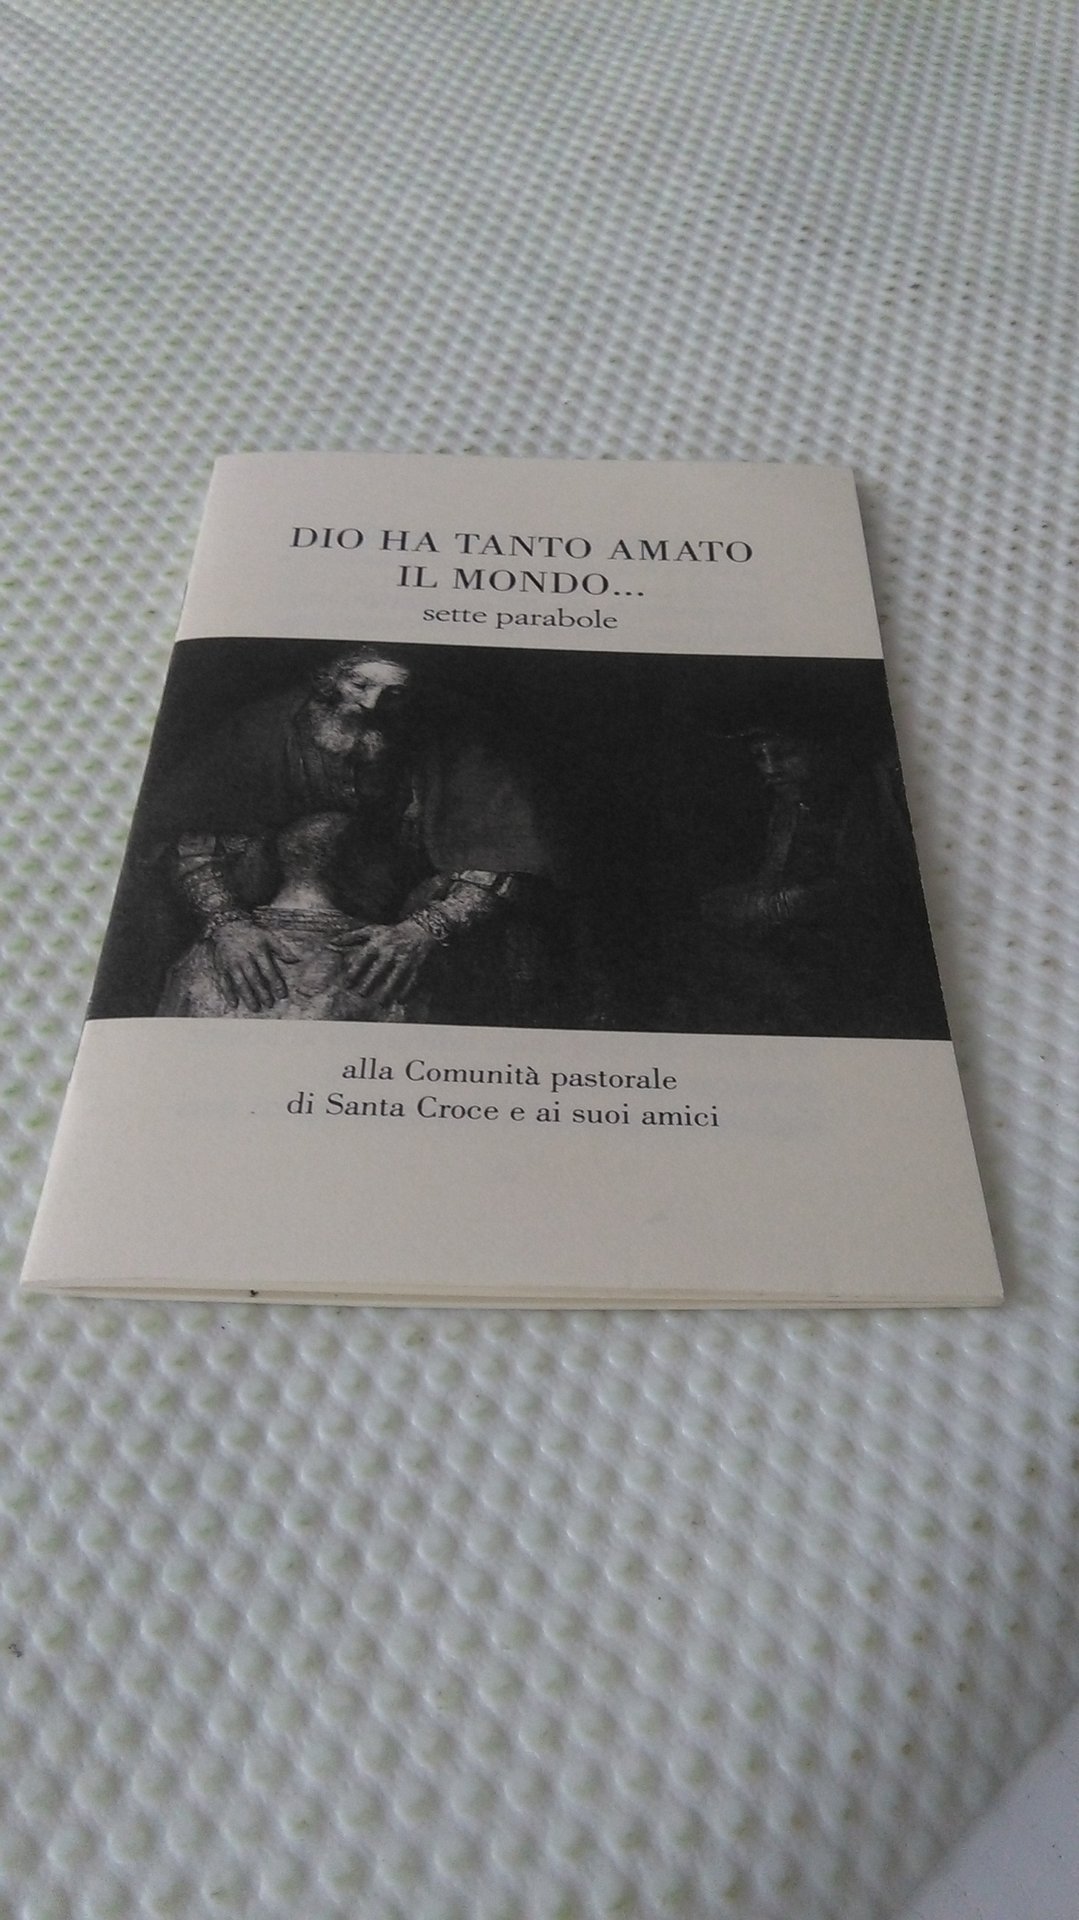 DIO HA TANTO AMATO
IL MONDO...
sette parabole
alla Comunità pastorale
di Santa Croce e ai suoi amici